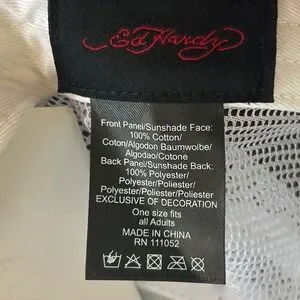 Ed Hardy
Front Panel/Sunshade Face:
100% Cotton/
Coton/Algodon Baumwolbe/
Algodao/Cotone
Back Panel/Sunshade Back:
100% Polyester/
Polyester/Poliester/
Polyester/Polyester/Poliester
EXCLUSIVE OF DECORATION
One size fits
all Adults
MADE IN CHINA
RN 111052